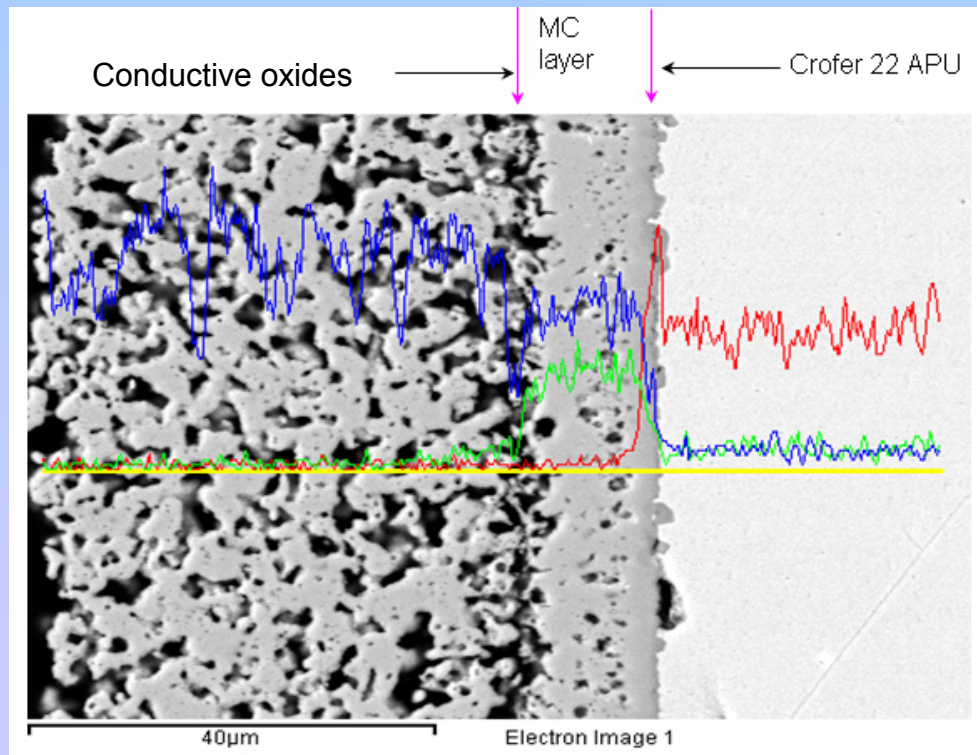 MC
layer
Conductive oxides
Crofer 22 APU
40µm
Electron Image 1